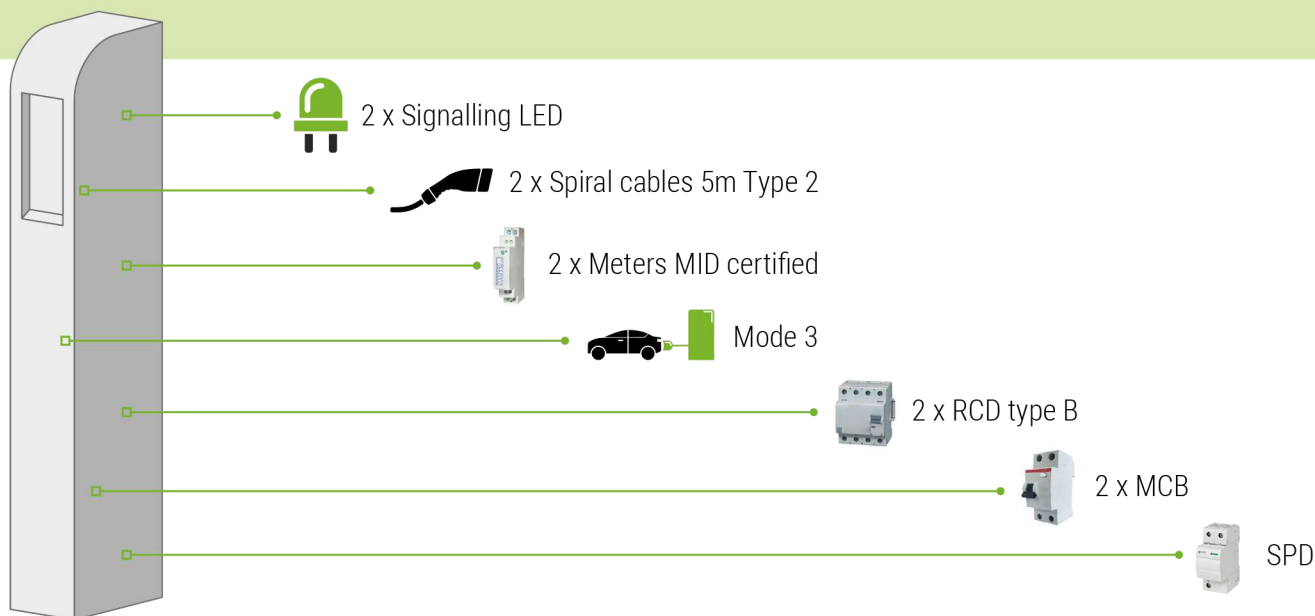 2 x Signalling LED
2 x Spiral cables 5m Type 2
2 x Meters MID certified
Mode 3
2 x RCD type B
2 x MCB
SPD